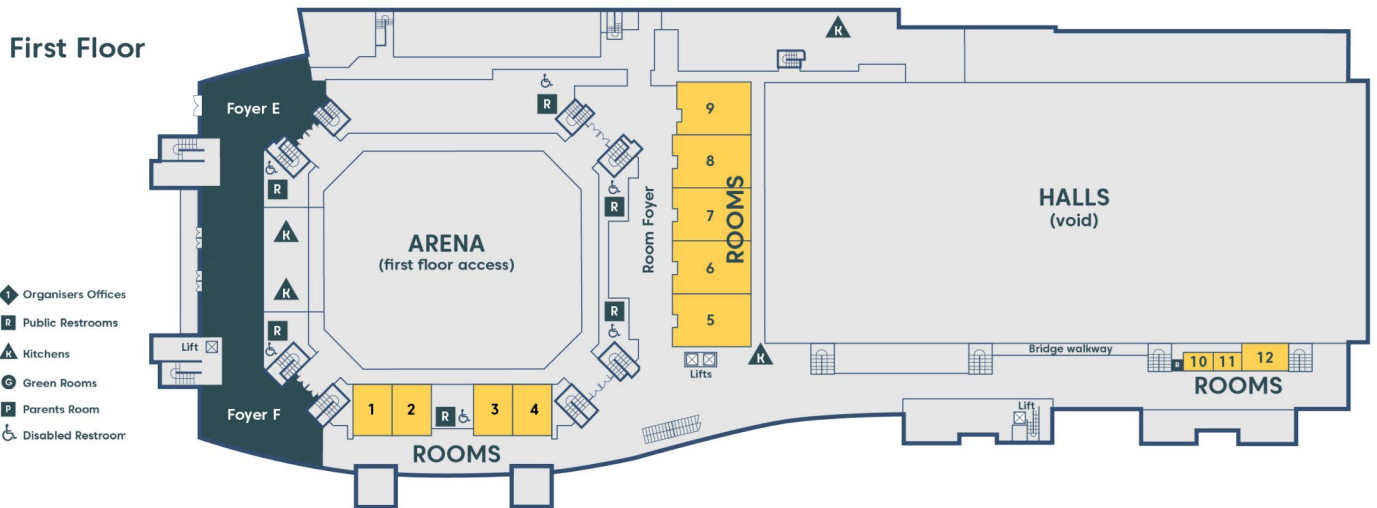 First Floor
K
Foyer E
R
9
8
7
6
5
ROOMS
Room Foyer
HALLS
(void)
R
R
K
K
ARENA
(first floor access)
1 Organisers Offices
R Public Restrooms
K Kitchens
G Green Rooms
P Parents Room
Disabled Restroom
Lift
R
R
Lifts
K
Bridge walkway
R
10
11
12
ROOMS
Foyer F
1
2
R
3
4
ROOMS
Lift